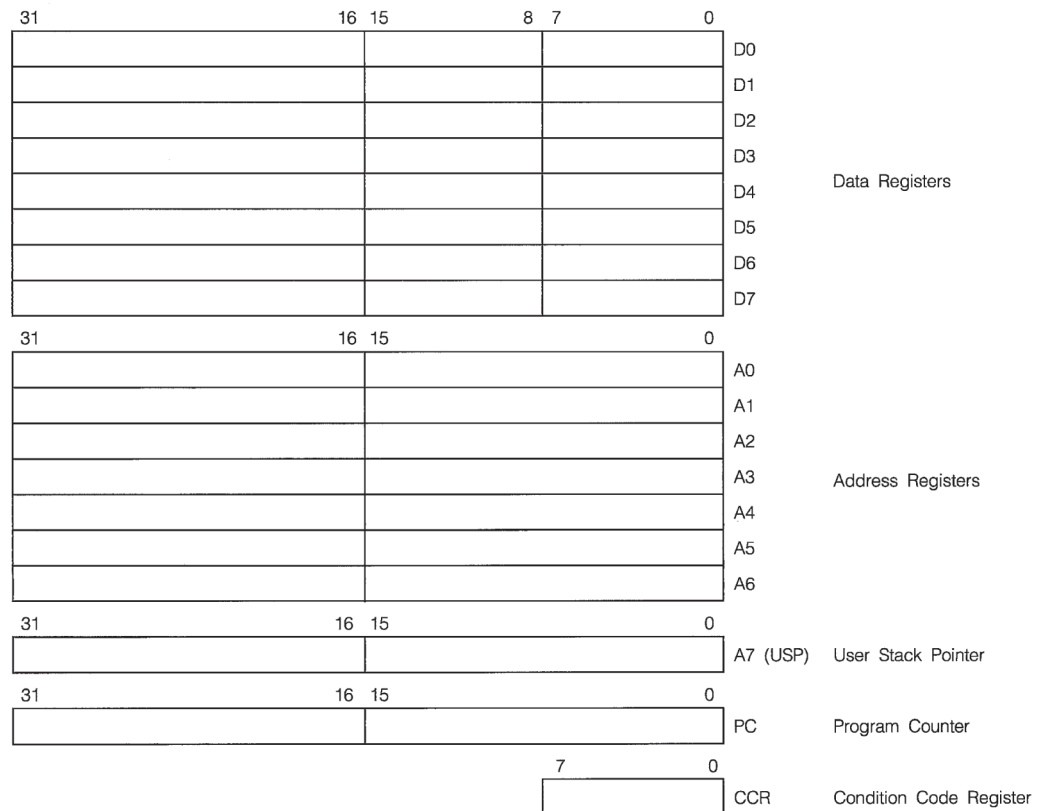 31 16 15 8 7 0
D0
D1
D2
D3
D4 Data Registers
D5
D6
D7
31 16 15 0
A0
A1
A2
A3 Address Registers
A4
A5
A6
31 16 15 0
A7 (USP) User Stack Pointer
31 16 15 0
PC Program Counter
7 0
CCR Condition Code Register